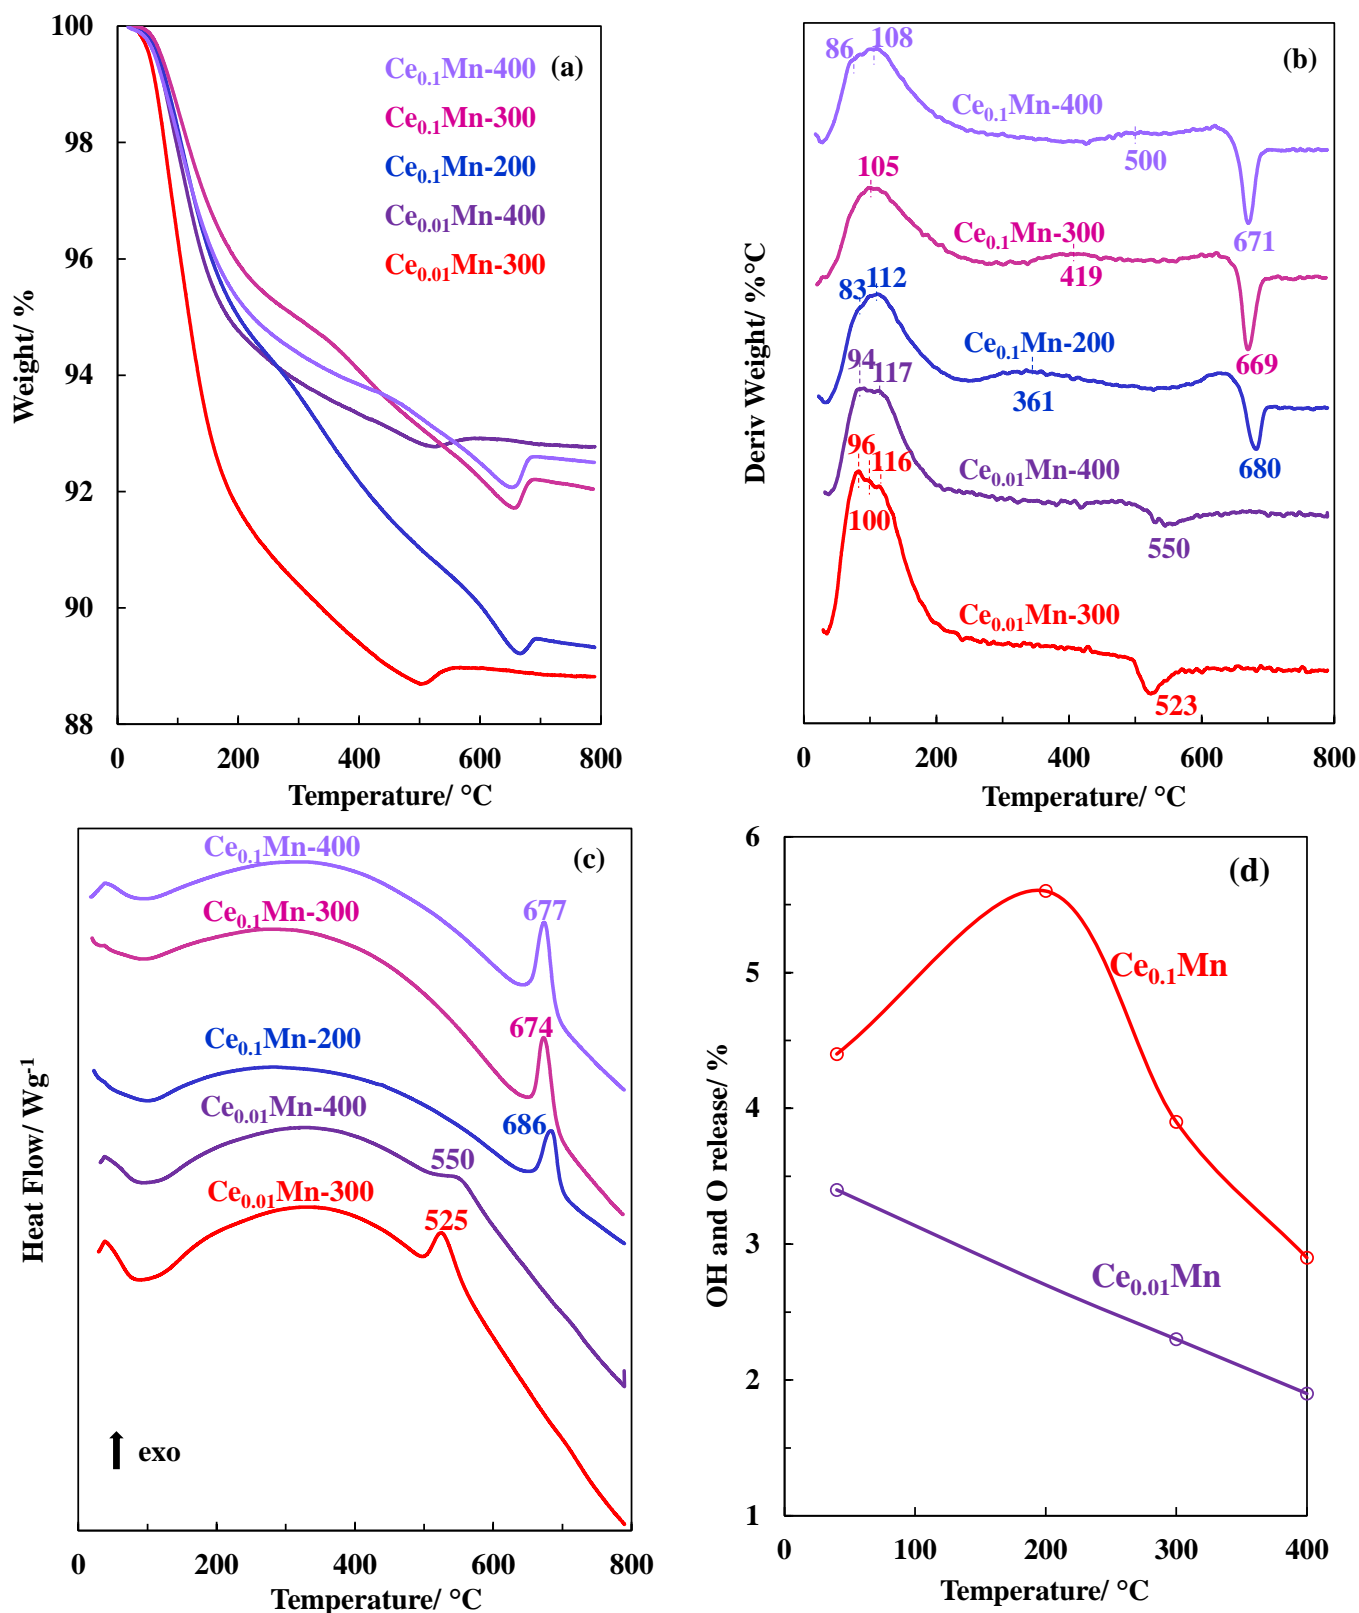 100
98
96
94
92
90
88
Weight/ %
(a)
Ce0.1Mn-400
Ce0.1Mn-300
Ce0.1Mn-200
Ce0.01Mn-400
Ce0.01Mn-300
0
200
400
600
800
Temperature/ °C
Deriv Weight/ %°C
(b)
86
108
Ce0.1Mn-400
500
671
105
Ce0.1Mn-300
419
669
83
112
Ce0.1Mn-200
361
680
94
117
Ce0.01Mn-400
550
96
116
100
Ce0.01Mn-300
523
0
200
400
600
800
Temperature/ °C
Heat Flow/ Wg-1
(c)
Ce0.1Mn-400
677
Ce0.1Mn-300
674
Ce0.1Mn-200
686
Ce0.01Mn-400
550
Ce0.01Mn-300
525
exo
0
200
400
600
800
Temperature/ °C
6
5
4
3
2
1
OH and O release/ %
(d)
Ce0.1Mn
Ce0.01Mn
0
100
200
300
400
Temperature/ °C